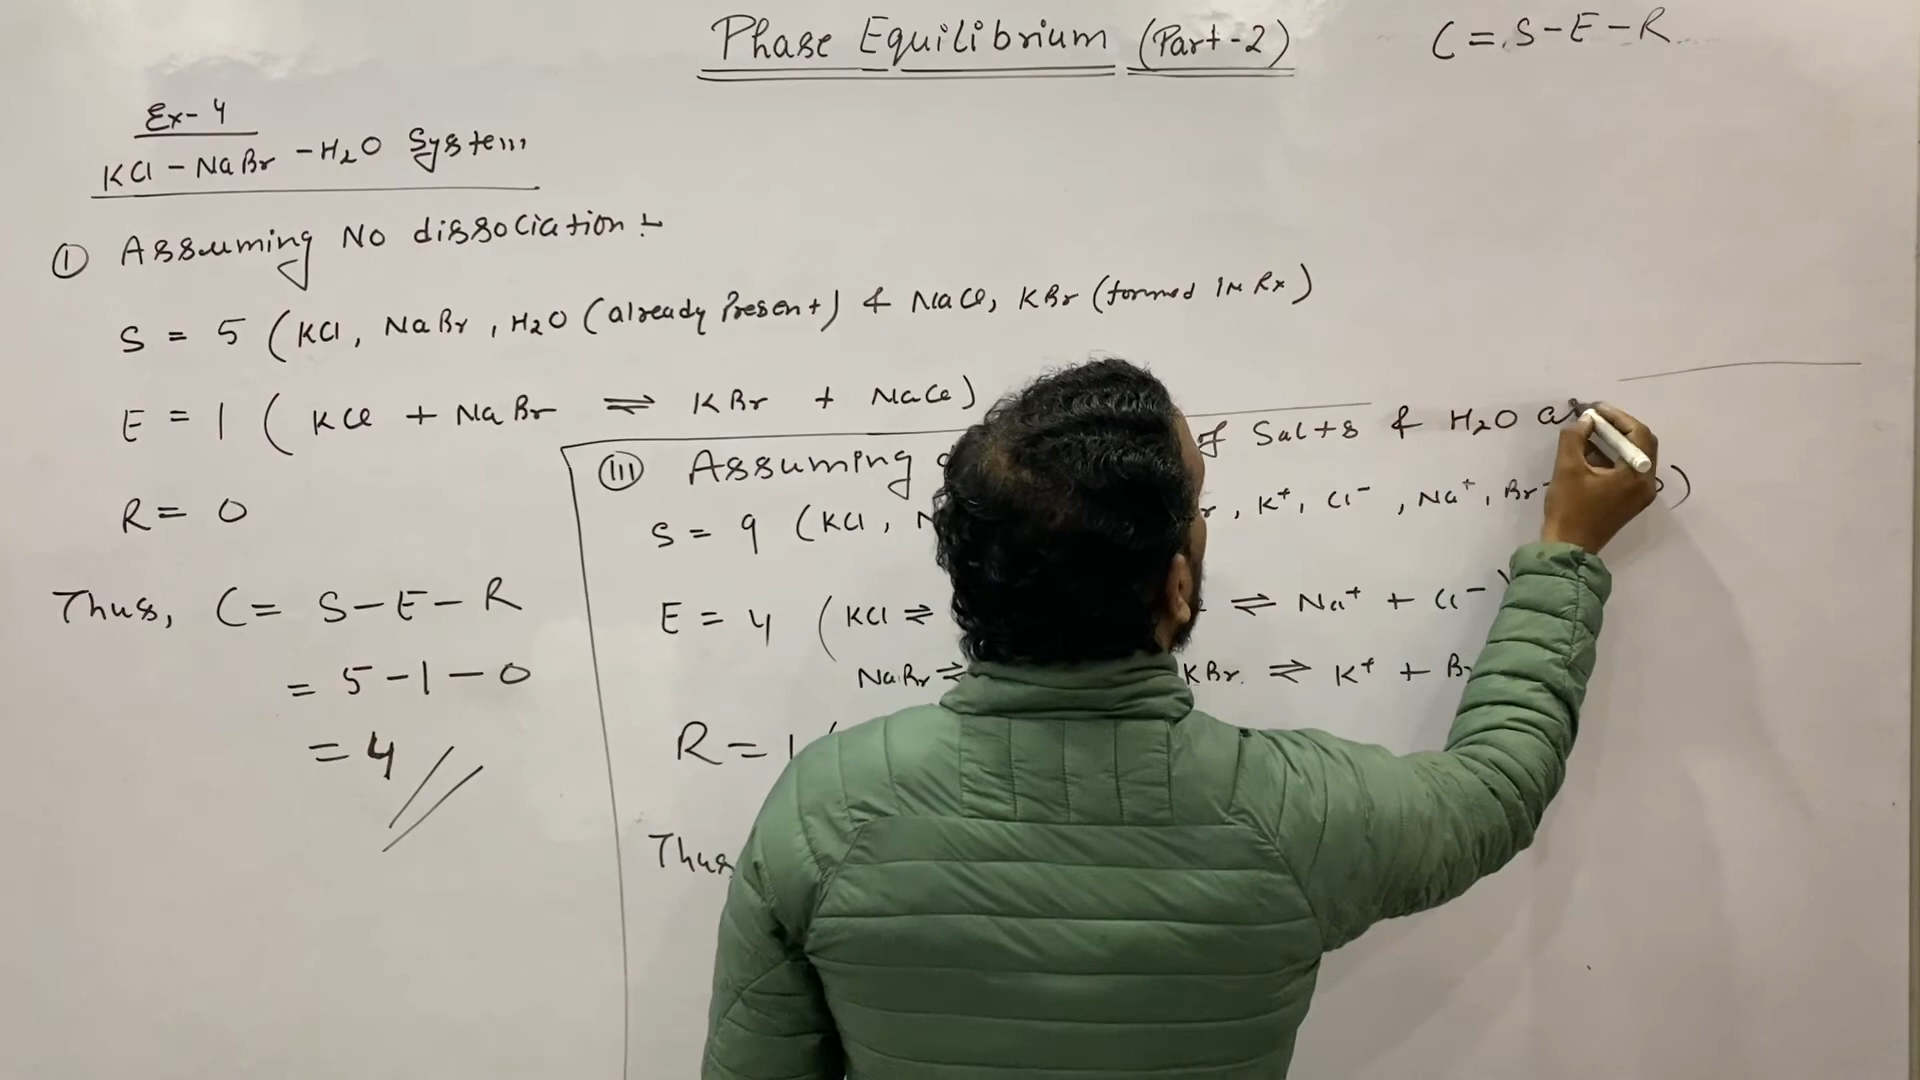 Phase Equilibrium (Part-2)
C = S-E-R
Ex-4
KCl - NaBr - H2O System
① Assuming No dissociation :-
S = 5 (KCl, NaBr, H2O (already Present) & NaCl, KBr (formed in Rx)
E = 1 ( KCl + NaBr ⇌ KBr + NaCl)
R = 0
Thus, C = S-E-R
= 5-1-0
= 4
(III) Assuming of Salts & H2O
S = 9 (KCl, K+, Cl-, Na+, Br- )
E = 4 (KCl ⇌ ⇌ Na+ + Cl-)
NaBr ⇌ KBr ⇌ K+ +
R = 1 (
Thus